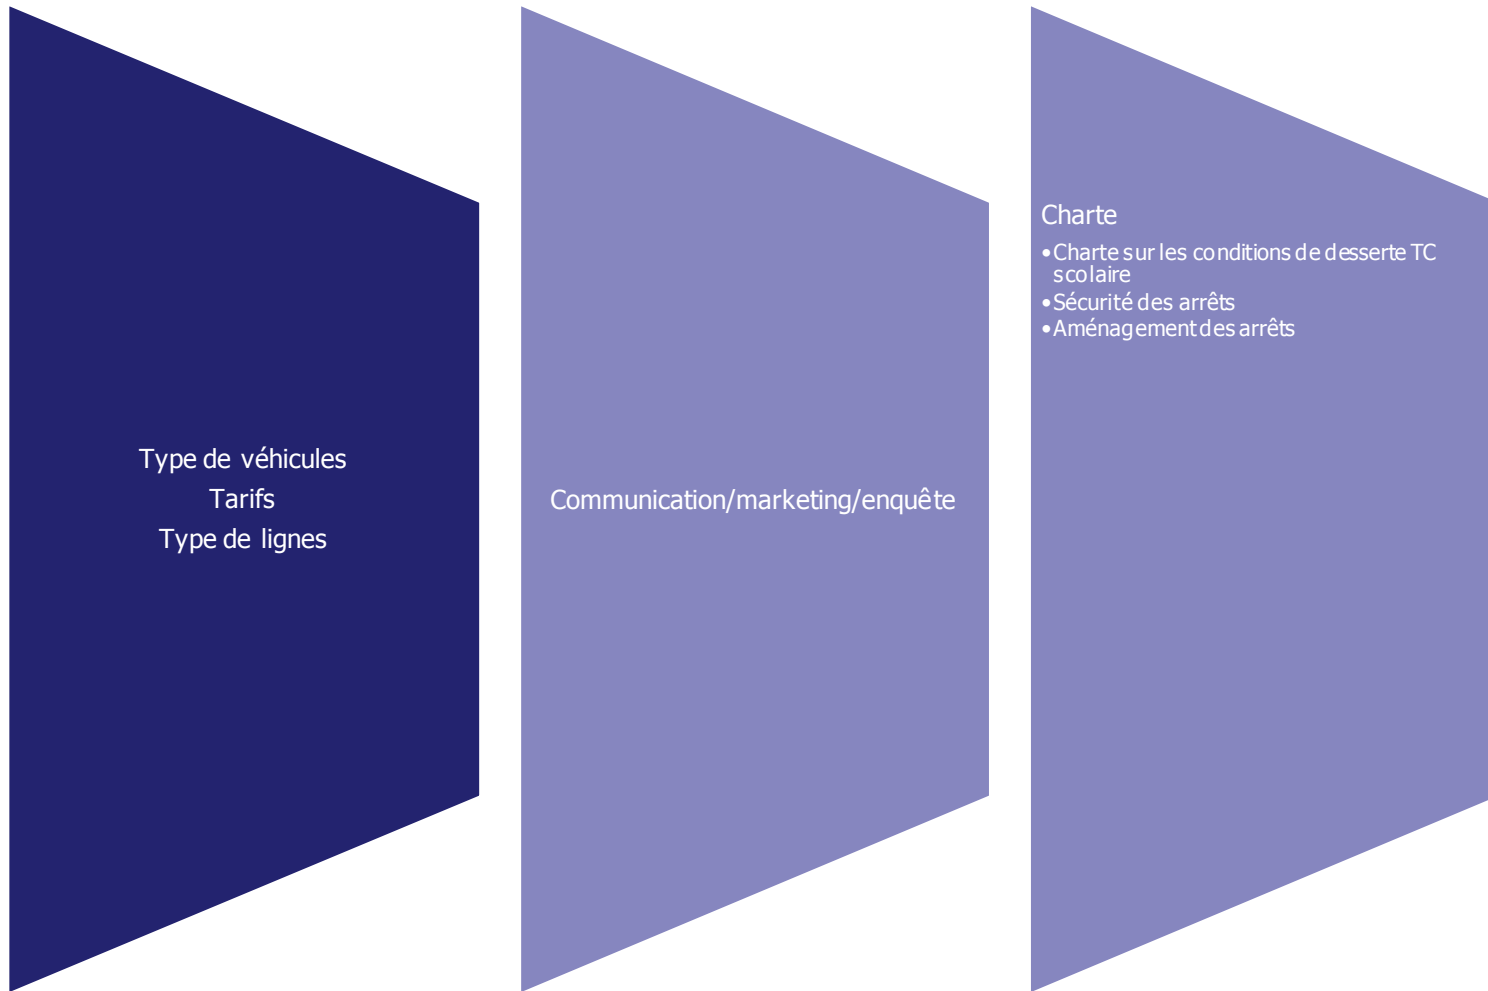 Type de véhicules
Tarifs
Type de lignes
Communication/marketing/enquête
Charte
•Charte sur les conditions de desserte TC
scolaire
•Sécurité des arrêts
•Aménagement des arrêts